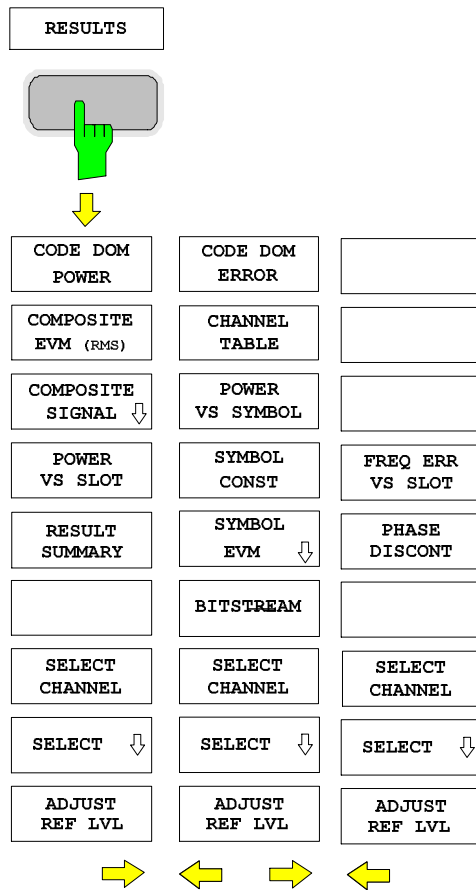 RESULTS
CODE DOM
POWER
COMPOSITE
EVM (RMS)
COMPOSITE
SIGNAL
POWER
VS SLOT
RESULT
SUMMARY
SELECT
CHANNEL
SELECT
ADJUST
REF LVL
CODE DOM
ERROR
CHANNEL
TABLE
POWER
VS SYMBOL
SYMBOL
CONST
SYMBOL
EVM
BITSTREAM
SELECT
CHANNEL
SELECT
ADJUST
REF LVL
FREQ ERR
VS SLOT
PHASE
DISCONT
SELECT
CHANNEL
SELECT
ADJUST
REF LVL